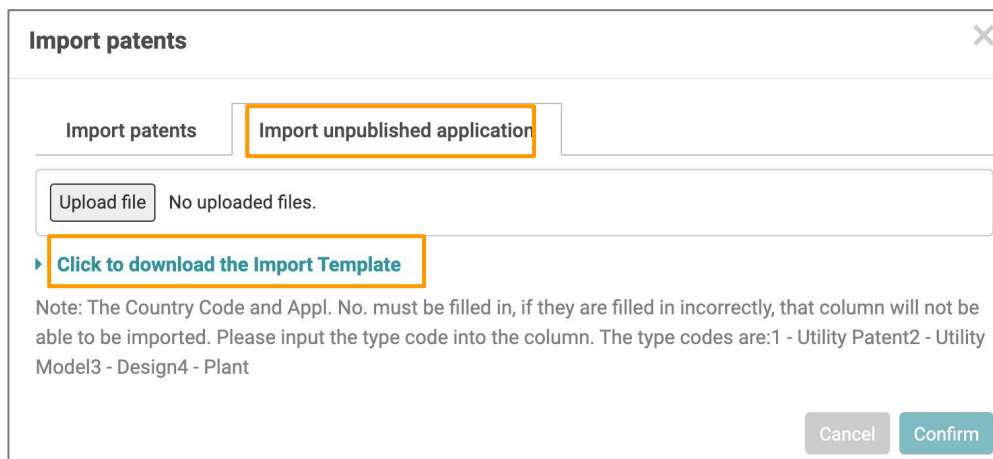 Import patents
×
Import patents
Import unpublished application
Upload file No uploaded files.
Click to download the Import Template
Note: The Country Code and Appl. No. must be filled in, if they are filled in incorrectly, that column will not be
able to be imported. Please input the type code into the column. The type codes are:1 - Utility Patent2 - Utility
Model3 - Design4 - Plant
Cancel Confirm